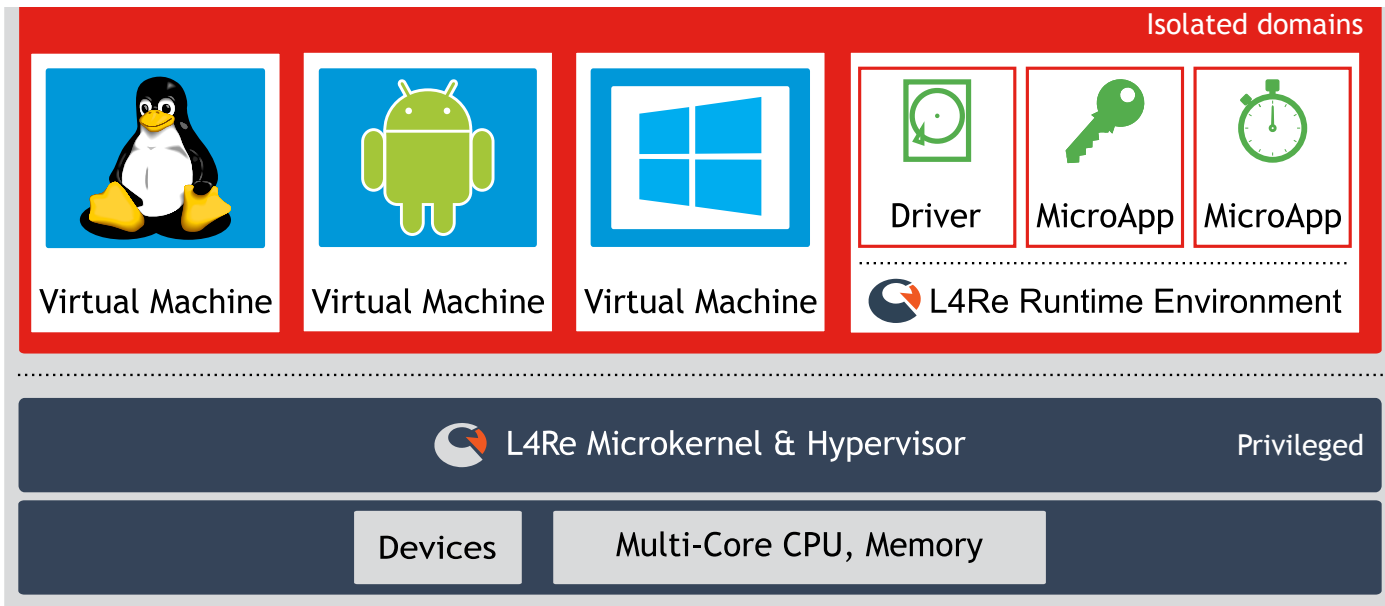 Isolated domains
Driver
MicroApp
MicroApp
Virtual Machine
Virtual Machine
Virtual Machine
L4Re Runtime Environment
L4Re Microkernel & Hypervisor
Privileged
Devices
Multi-Core CPU, Memory